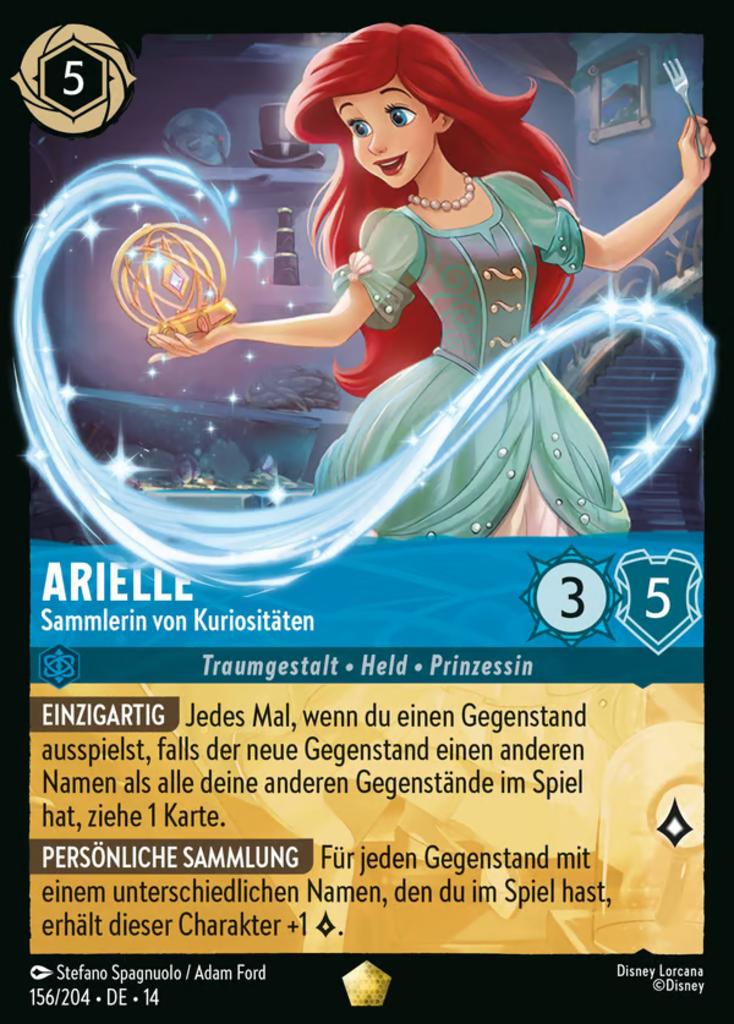 5
ARIELLE
Sammlerin von Kuriositäten
3
5
Traumgestalt • Held • Prinzessin
EINZIGARTIG Jedes Mal, wenn du einen Gegenstand
ausspielst, falls der neue Gegenstand einen anderen
Namen als alle deine anderen Gegenstände im Spiel
hat, ziehe 1 Karte.
PERSÖNLICHE SAMMLUNG Für jeden Gegenstand mit
einem unterschiedlichen Namen, den du im Spiel hast,
erhält dieser Charakter +1 .
Stefano Spagnuolo / Adam Ford
156/204 • DE • 14
Disney Lorcana
©Disney